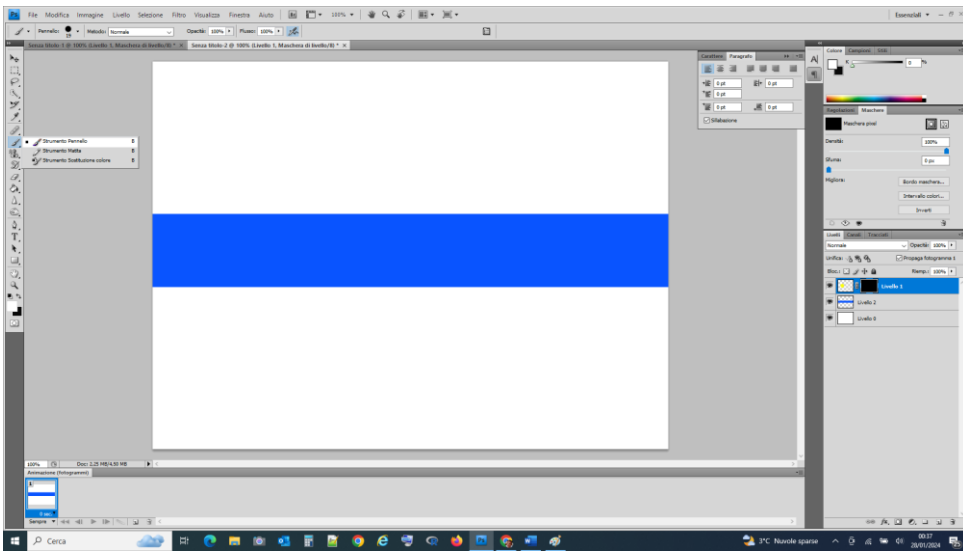 Ps File Modifica Immagine Livello Selezione Filtro Visualizza Finestra Aiuto 100% Essenziali
Pennello: Metodo: Normale Opacità: 100% Flusso: 100%
Senza titolo-1 @ 100% (Livello 1, Maschera di livello/8) * × Senza titolo-2 @ 100% (Livello 1, Maschera di livello/8) * ×
Strumento Pennello B
Strumento Matita B
Strumento Sostituzione colore B
Carattere Paragrafo
0 pt 0 pt
0 pt
0 pt 0 pt
Sillabazione
Colore Campioni Stili
K 0 %
Regolazioni Maschere
Maschera pixel
Densità: 100%
Sfuma: 0 px
Migliora: Bordo maschera...
Intervallo colori...
Inverti
Livelli Canali Tracciati
Normale Opacità: 100%
Unifica: Propaga fotogramma 1
Bloc.: Riemp.: 100%
Livello 1
Livello 2
Livello 0
100% Doc: 2,25 MB/4,50 MB
Animazione (fotogrammi)
1
0 sec.
Sempre
Cerca
3°C Nuvole sparse
00:37
28/01/2024